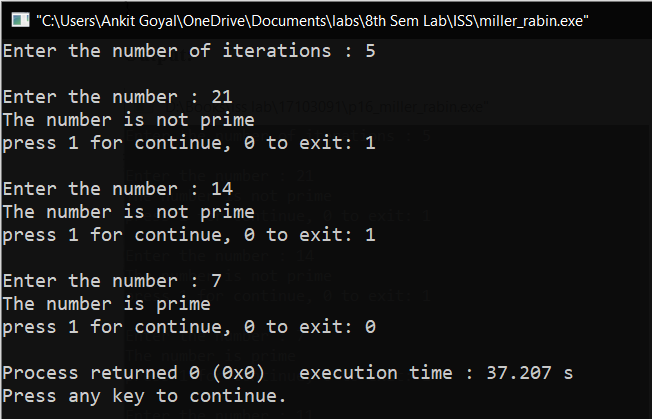 "C:\Users\Ankit Goyal\OneDrive\Documents\labs\8th Sem Lab\ISS\miller_rabin.exe"
Enter the number of iterations : 5
Enter the number : 21
The number is not prime
press 1 for continue, 0 to exit: 1
Enter the number : 14
The number is not prime
press 1 for continue, 0 to exit: 1
Enter the number : 7
The number is prime
press 1 for continue, 0 to exit: 0
Process returned 0 (0x0)   execution time : 37.207 s
Press any key to continue.